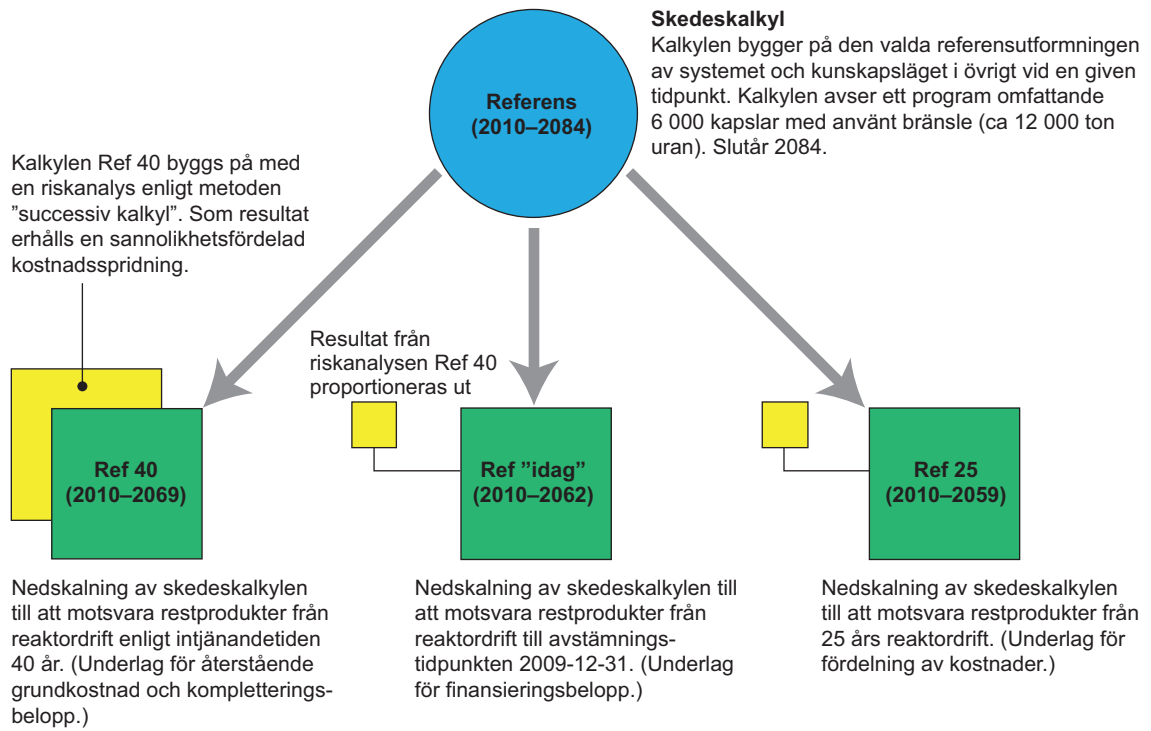 Skedeskalkyl
Kalkylen bygger på den valda referensutformningen
av systemet och kunskapsläget i övrigt vid en given
tidpunkt. Kalkylen avser ett program omfattande
6 000 kapslar med använt bränsle (ca 12 000 ton
uran). Slutår 2084.
Referens
(2010–2084)
Kalkylen Ref 40 byggs på med
en riskanalys enligt metoden
”successiv kalkyl”. Som resultat
erhålls en sannolikhetsfördelad
kostnadsspridning.
Resultat från
riskanalysen Ref 40
proportioneras ut
Ref 40
(2010–2069)
Ref ”idag”
(2010–2062)
Ref 25
(2010–2059)
Nedskalning av skedeskalkylen
till att motsvara restprodukter från
reaktordrift enligt intjänandetiden
40 år. (Underlag för återstående
grundkostnad och kompletterings-
belopp.)
Nedskalning av skedeskalkylen till
att motsvara restprodukter från
reaktordrift till avstämnings-
tidpunkten 2009-12-31. (Underlag
för finansieringsbelopp.)
Nedskalning av skedeskalkylen
till att motsvara restprodukter från
25 års reaktordrift. (Underlag för
fördelning av kostnader.)